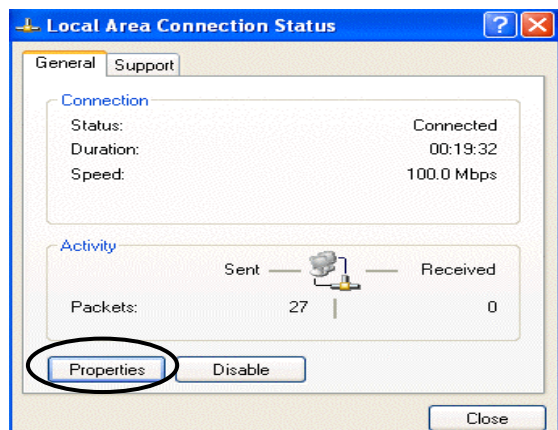 Local Area Connection Status
General Support
Connection
Status: Connected
Duration: 00:19:32
Speed: 100.0 Mbps
Activity
Sent Received
Packets: 27 0
Properties Disable
Close